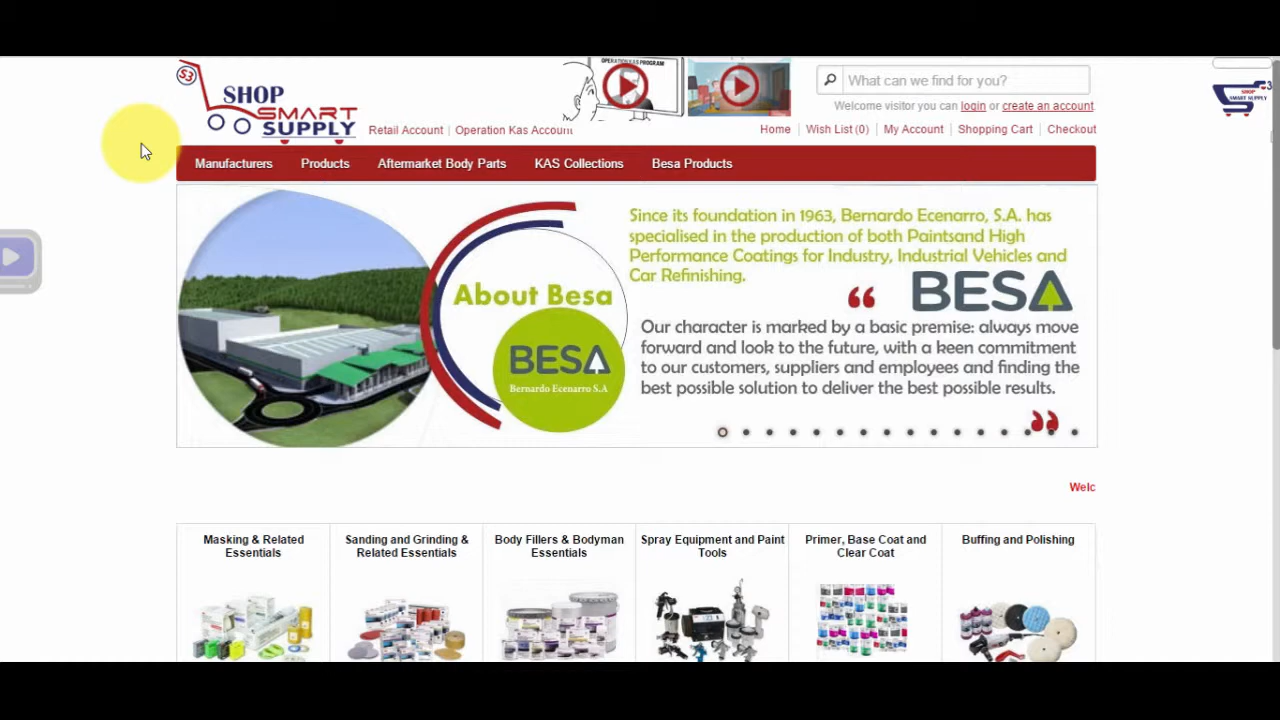 S3
SHOP
SMART
SUPPLY
OPERATION KAS PROGRAM
What can we find for you?
SHOP
SMART SUPPLY
Welcome visitor you can login or create an account.
Retail Account | Operation Kas Account
Home Wish List (0) My Account Shopping Cart Checkout
Manufacturers Products Aftermarket Body Parts KAS Collections Besa Products
Since its foundation in 1963, Bernardo Ecenarro, S.A. has
specialised in the production of both Paintsand High
Performance Coatings for Industry, Industrial Vehicles and
Car Refinishing.
BESA
About Besa
BESA
Bernardo Ecenarro S.A
“
Our character is marked by a basic premise: always move
forward and look to the future, with a keen commitment
to our customers, suppliers and employees and finding the
best possible solution to deliver the best possible results.
”
Welc
Masking & Related
Essentials
Sanding and Grinding &
Related Essentials
Body Fillers & Bodyman
Essentials
Spray Equipment and Paint
Tools
Primer, Base Coat and
Clear Coat
Buffing and Polishing